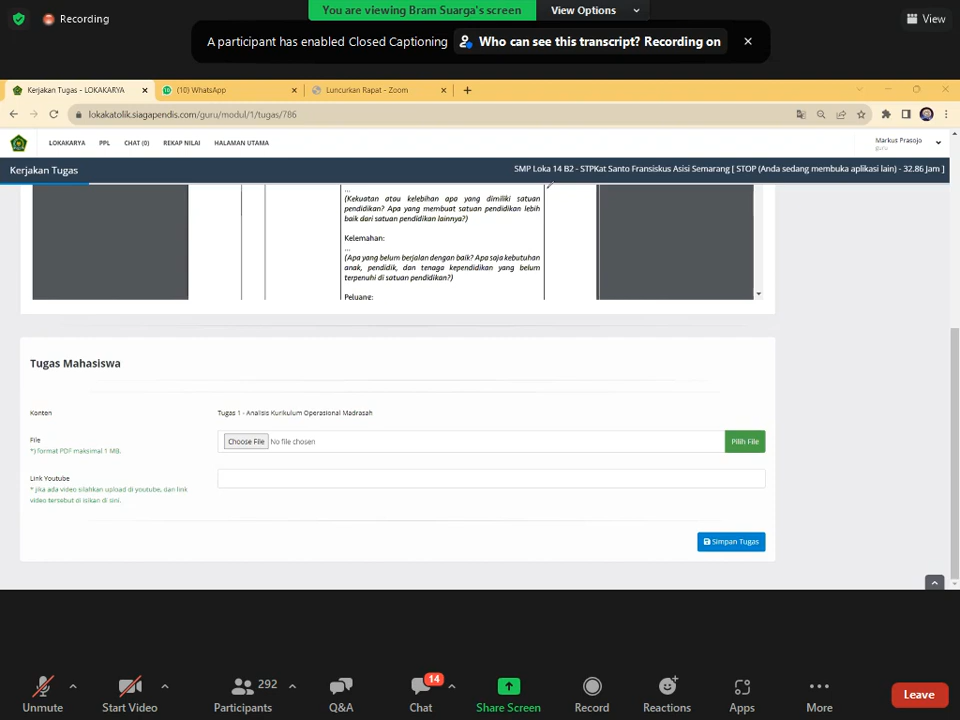 Recording
You are viewing Bram Suarga's screen
View Options
View
A participant has enabled Closed Captioning
Who can see this transcript? Recording on
Kerjakan Tugas - LOKAKARYA
(10) WhatsApp
Luncurkan Rapat - Zoom
lokakatolik.siagapendis.com/guru/modul/1/tugas/786
LOKAKARYA
PPL
CHAT (0)
REKAP NILAI
HALAMAN UTAMA
Markus Prasojo
guru
Kerjakan Tugas
SMP Loka 14 B2 - STPKat Santo Fransiskus Asisi Semarang [ STOP (Anda sedang membuka aplikasi lain) - 32.86 Jam ]
...
(Kekuatan atau kelebihan apa yang dimiliki satuan
pendidikan? Apa yang membuat satuan pendidikan lebih
baik dari satuan pendidikan lainnya?)
Kelemahan:
...
(Apa yang belum berjalan dengan baik? Apa saja kebutuhan
anak, pendidik, dan tenaga kependidikan yang belum
terpenuhi di satuan pendidikan?)
Peluang:
Tugas Mahasiswa
Konten
Tugas 1 - Analisis Kurikulum Operasional Madrasah
File
*) format PDF maksimal 1 MB.
Choose File
No file chosen
Pilih File
Link Youtube
* jika ada video silahkan upload di youtube, dan link
video tersebut di isikan di sini.
Simpan Tugas
Unmute
Start Video
292
Participants
Q&A
14
Chat
Share Screen
Record
Reactions
Apps
More
Leave